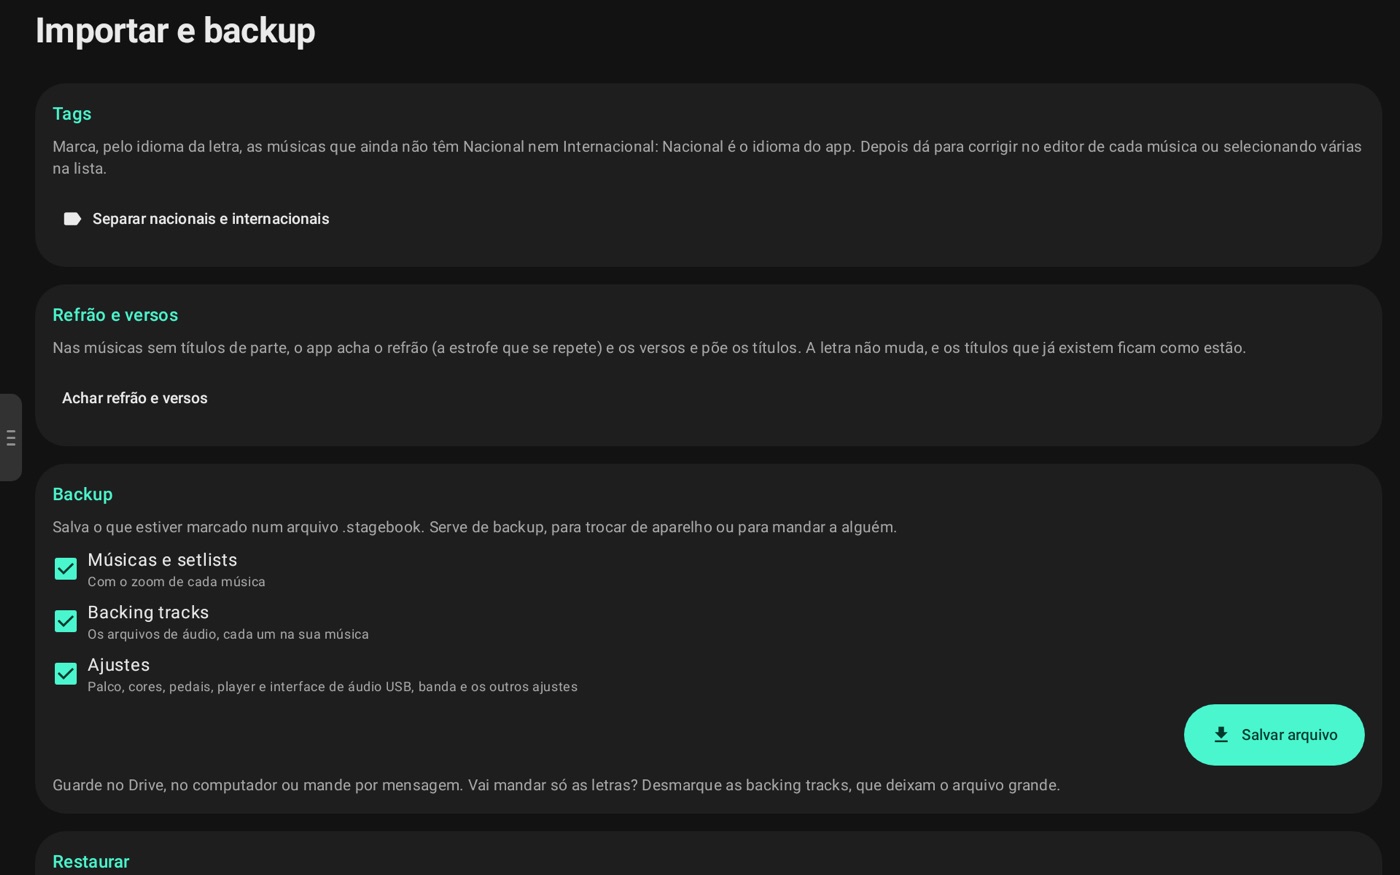 Importar e backup
Tags
Marca, pelo idioma da letra, as músicas que ainda não têm Nacional nem Internacional: Nacional é o idioma do app. Depois dá para corrigir no editor de cada música ou selecionando várias
na lista.
Separar nacionais e internacionais
Refrão e versos
Nas músicas sem títulos de parte, o app acha o refrão (a estrofe que se repete) e os versos e põe os títulos. A letra não muda, e os títulos que já existem ficam como estão.
Achar refrão e versos
Backup
Salva o que estiver marcado num arquivo .stagebook. Serve de backup, para trocar de aparelho ou para mandar a alguém.
Músicas e setlists
Com o zoom de cada música
Backing tracks
Os arquivos de áudio, cada um na sua música
Ajustes
Palco, cores, pedais, player e interface de áudio USB, banda e os outros ajustes
Salvar arquivo
Guarde no Drive, no computador ou mande por mensagem. Vai mandar só as letras? Desmarque as backing tracks, que deixam o arquivo grande.
Restaurar